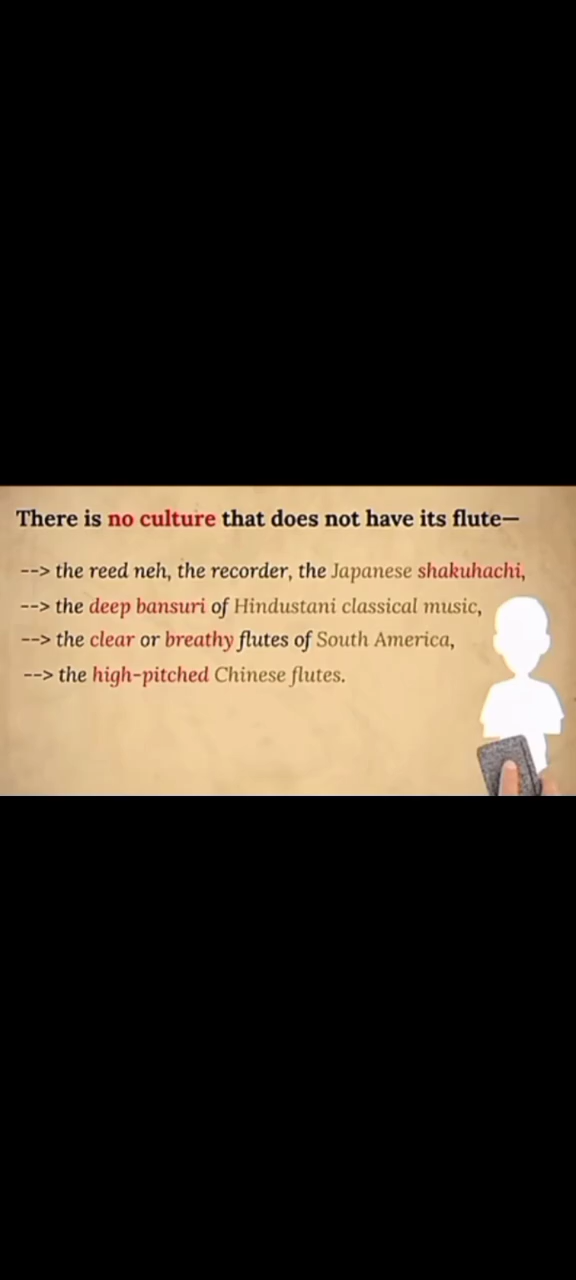 There is no culture that does not have its flute—
--> the reed neh, the recorder, the Japanese shakuhachi,
--> the deep bansuri of Hindustani classical music,
--> the clear or breathy flutes of South America,
--> the high-pitched Chinese flutes.